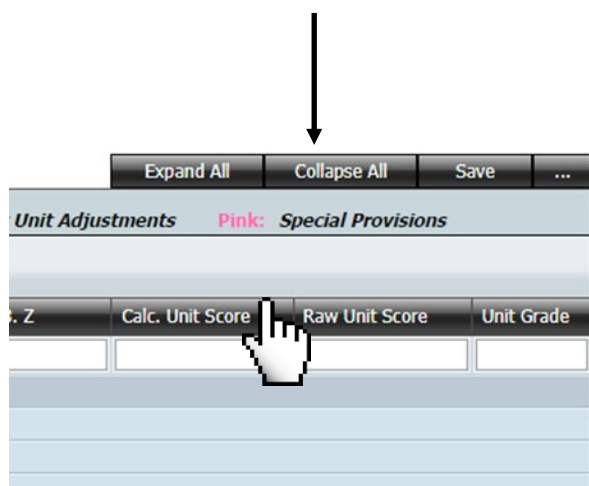 Expand All Collapse All Save ...
Unit Adjustments Pink: Special Provisions
. Z Calc. Unit Score Raw Unit Score Unit Grade